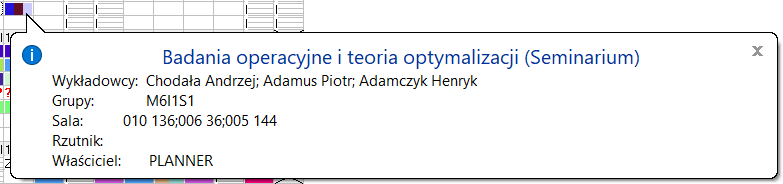 Badania operacyjne i teoria optymalizacji (Seminarium)
Wykładowcy: Chodała Andrzej; Adamus Piotr; Adamczyk Henryk
Grupy: M6I1S1
Sala: 010 136;006 36;005 144
Rzutnik:
Właściciel: PLANNER